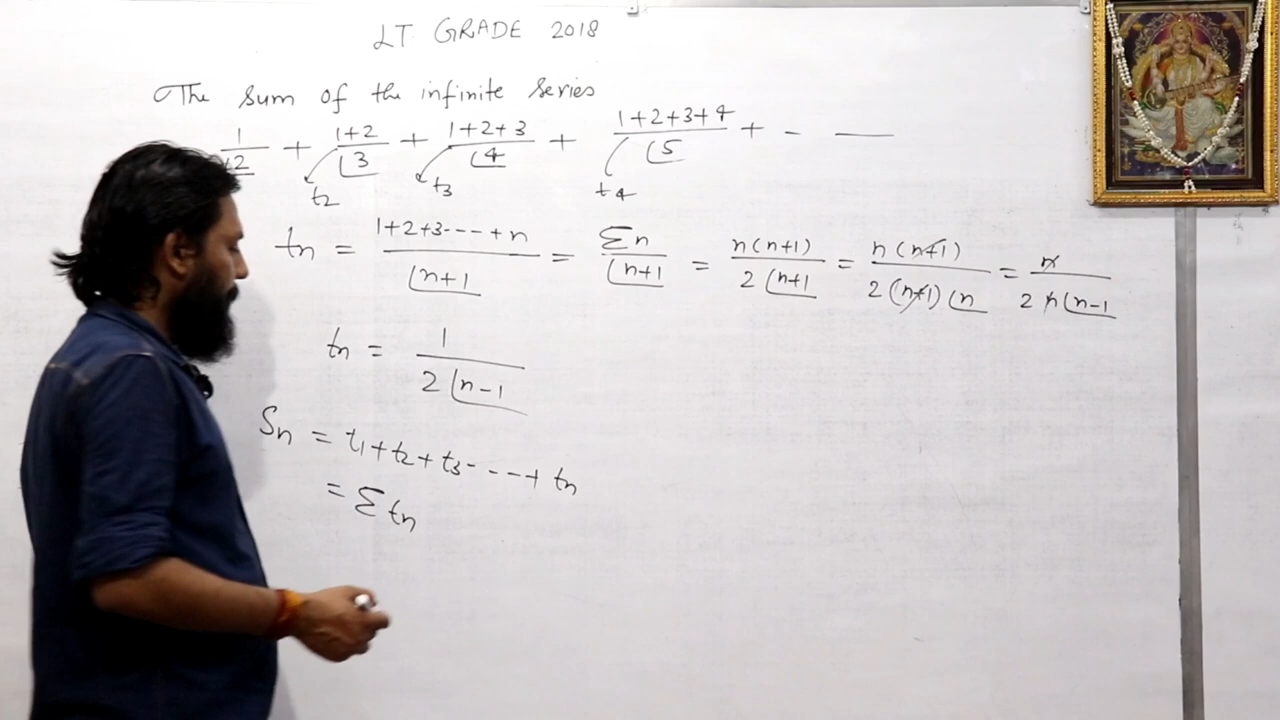 LT GRADE 2018
The sum of the infinite series
1/⌊2 + 1+2/⌊3 + 1+2+3/⌊4 + 1+2+3+4/⌊5 + - —
t2 t3 t4
tn = 1+2+3----+n/⌊n+1 = Σn/⌊n+1 = n(n+1)/2⌊n+1 = n(n+1)/2(n+1)⌊n = n/2n⌊n-1
tn = 1/2⌊n-1
Sn = t1+t2+t3----+tn
= Σtn